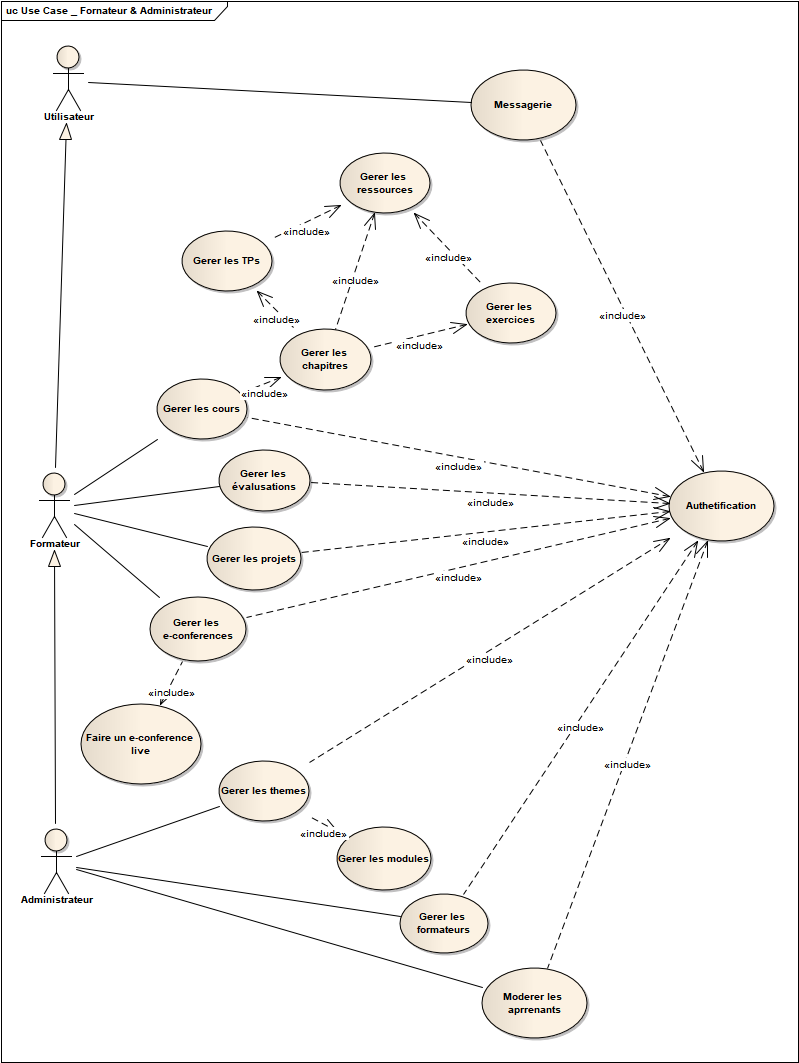 uc Use Case _ Fornateur & Administrateur
Utilisateur
Messagerie
Gerer les
ressources
«include»
Gerer les TPs
«include»
«include»
Gerer les
exercices
«include»
«include»
Gerer les
chapitres
«include»
«include»
Gerer les cours
«include»
Gerer les
évalusations
«include»
Authetification
Formateur
«include»
Gerer les projets
«include»
Gerer les
e-conferences
«include»
«include»
Faire un e-conference
live
«include»
Gerer les themes
«include»
«include»
Gerer les modules
Administrateur
Gerer les
formateurs
Moderer les
aprrenants